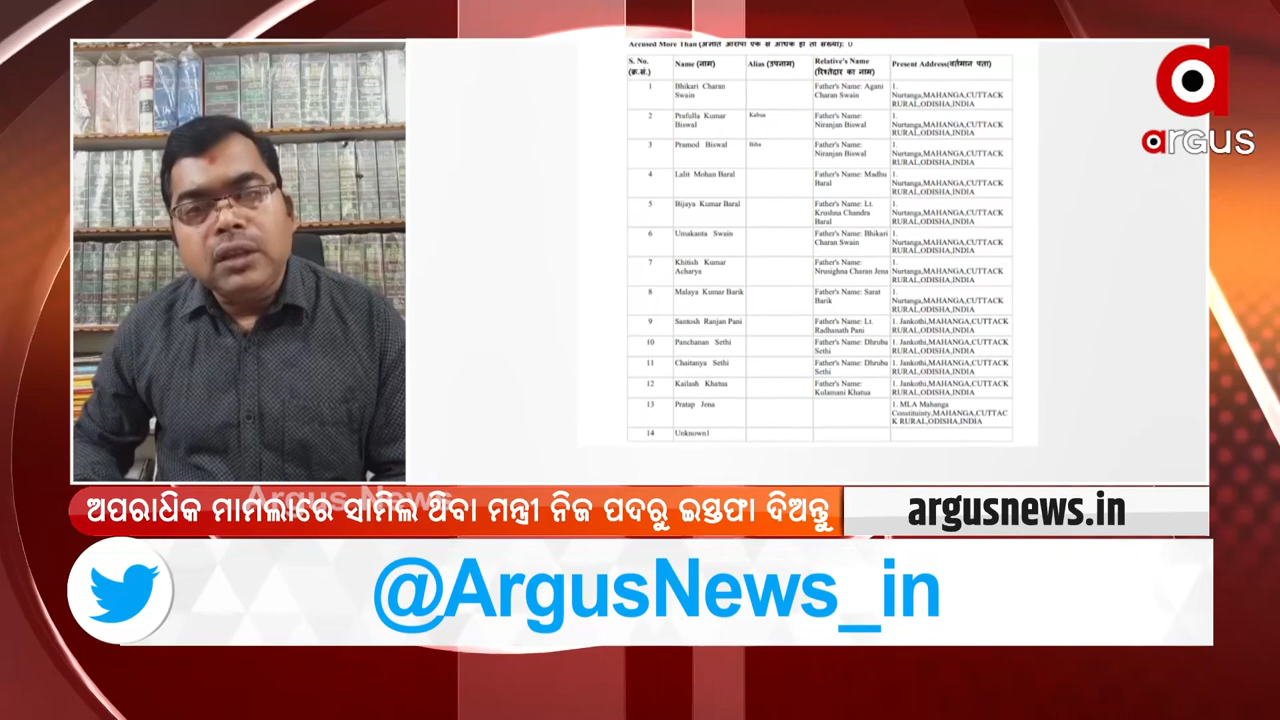 Accused More Than (अज्ञात आरोपी एक से अधिक हो तो संख्या): 0
S. No. (क्र.सं.) Name (नाम) Alias (उपनाम) Relative's Name (रिश्तेदार का नाम) Present Address(वर्तमान पता)
1 Bhikari Charan Swain Father's Name: Agani Charan Swain 1. Nurtanga,MAHANGA,CUTTACK RURAL,ODISHA,INDIA
2 Prafulla Kumar Biswal Kabua Father's Name: Niranjan Biswal 1. Nurtanga,MAHANGA,CUTTACK RURAL,ODISHA,INDIA
3 Pramod Biswal Biba Father's Name: Niranjan Biswal 1. Nurtanga,MAHANGA,CUTTACK RURAL,ODISHA,INDIA
4 Lalit Mohan Baral Father's Name: Madhu Baral 1. Nurtanga,MAHANGA,CUTTACK RURAL,ODISHA,INDIA
5 Bijaya Kumar Baral Father's Name: Lt. Krushna Chandra Baral 1. Nurtanga,MAHANGA,CUTTACK RURAL,ODISHA,INDIA
6 Umakanta Swain Father's Name: Bhikari Charan Swain 1. Nurtanga,MAHANGA,CUTTACK RURAL,ODISHA,INDIA
7 Khitish Kumar Acharya Father's Name: Nrusighna Charan Jena 1. Nurtanga,MAHANGA,CUTTACK RURAL,ODISHA,INDIA
8 Malaya Kumar Barik Father's Name: Sarat Barik 1. Nurtanga,MAHANGA,CUTTACK RURAL,ODISHA,INDIA
9 Santosh Ranjan Pani Father's Name: Lt. Radhanath Pani 1. Jankothi,MAHANGA,CUTTACK RURAL,ODISHA,INDIA
10 Panchanan Sethi Father's Name: Dhruba Sethi 1. Jankothi,MAHANGA,CUTTACK RURAL,ODISHA,INDIA
11 Chaitanya Sethi Father's Name: Dhruba Sethi 1. Jankothi,MAHANGA,CUTTACK RURAL,ODISHA,INDIA
12 Kailash Khatua Father's Name: Kulamani Khatua 1. Jankothi,MAHANGA,CUTTACK RURAL,ODISHA,INDIA
13 Pratap Jena 1. MLA Mahanga Constituinty,MAHANGA,CUTTACK RURAL,ODISHA,INDIA
14 Unknown1
argus
Argus News
ଅପରାଧିକ ମାମଲାରେ ସାମିଲ ଥିବା ମନ୍ତ୍ରୀ ନିଜ ପଦରୁ ଇସ୍ତଫା ଦିଅନ୍ତୁ
argusnews.in
@ArgusNews_in